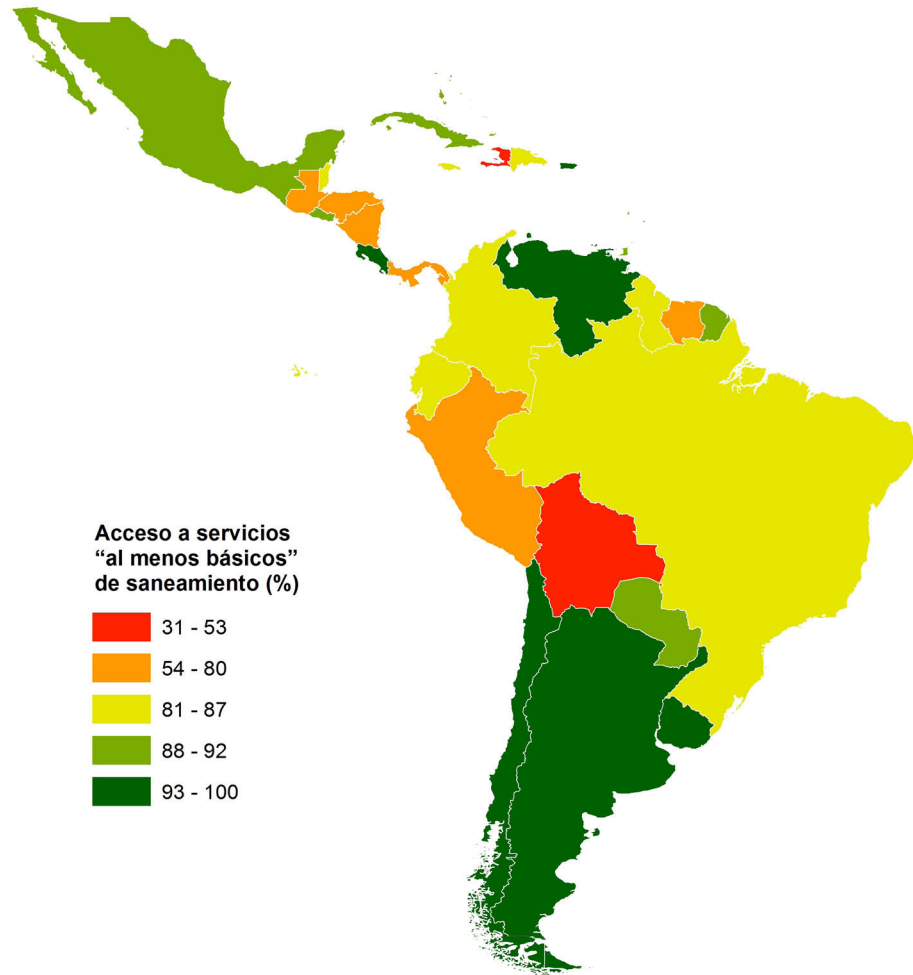 Acceso a servicios
“al menos básicos”
de saneamiento (%)
31 - 53
54 - 80
81 - 87
88 - 92
93 - 100